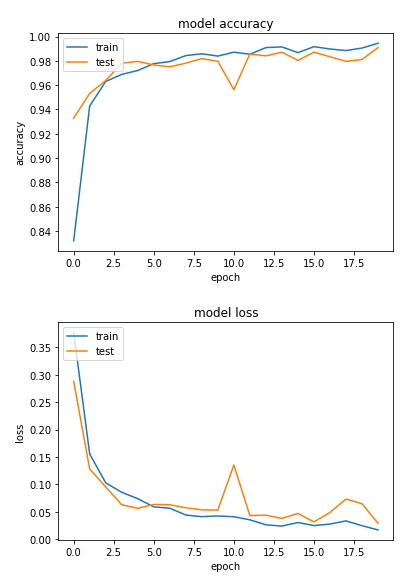 model accuracy
1.00
0.98
0.96
0.94
0.92
0.90
0.88
0.86
0.84
accuracy
train
test
0.0 2.5 5.0 7.5 10.0 12.5 15.0 17.5
epoch
model loss
0.35
0.30
0.25
0.20
0.15
0.10
0.05
0.00
loss
train
test
0.0 2.5 5.0 7.5 10.0 12.5 15.0 17.5
epoch